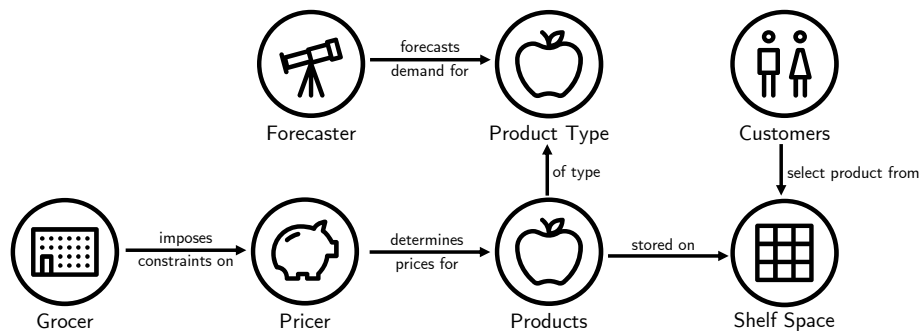 forecasts
demand for
Forecaster
Product Type
Customers
of type
select product from
imposes
constraints on
determines
prices for
stored on
Grocer
Pricer
Products
Shelf Space